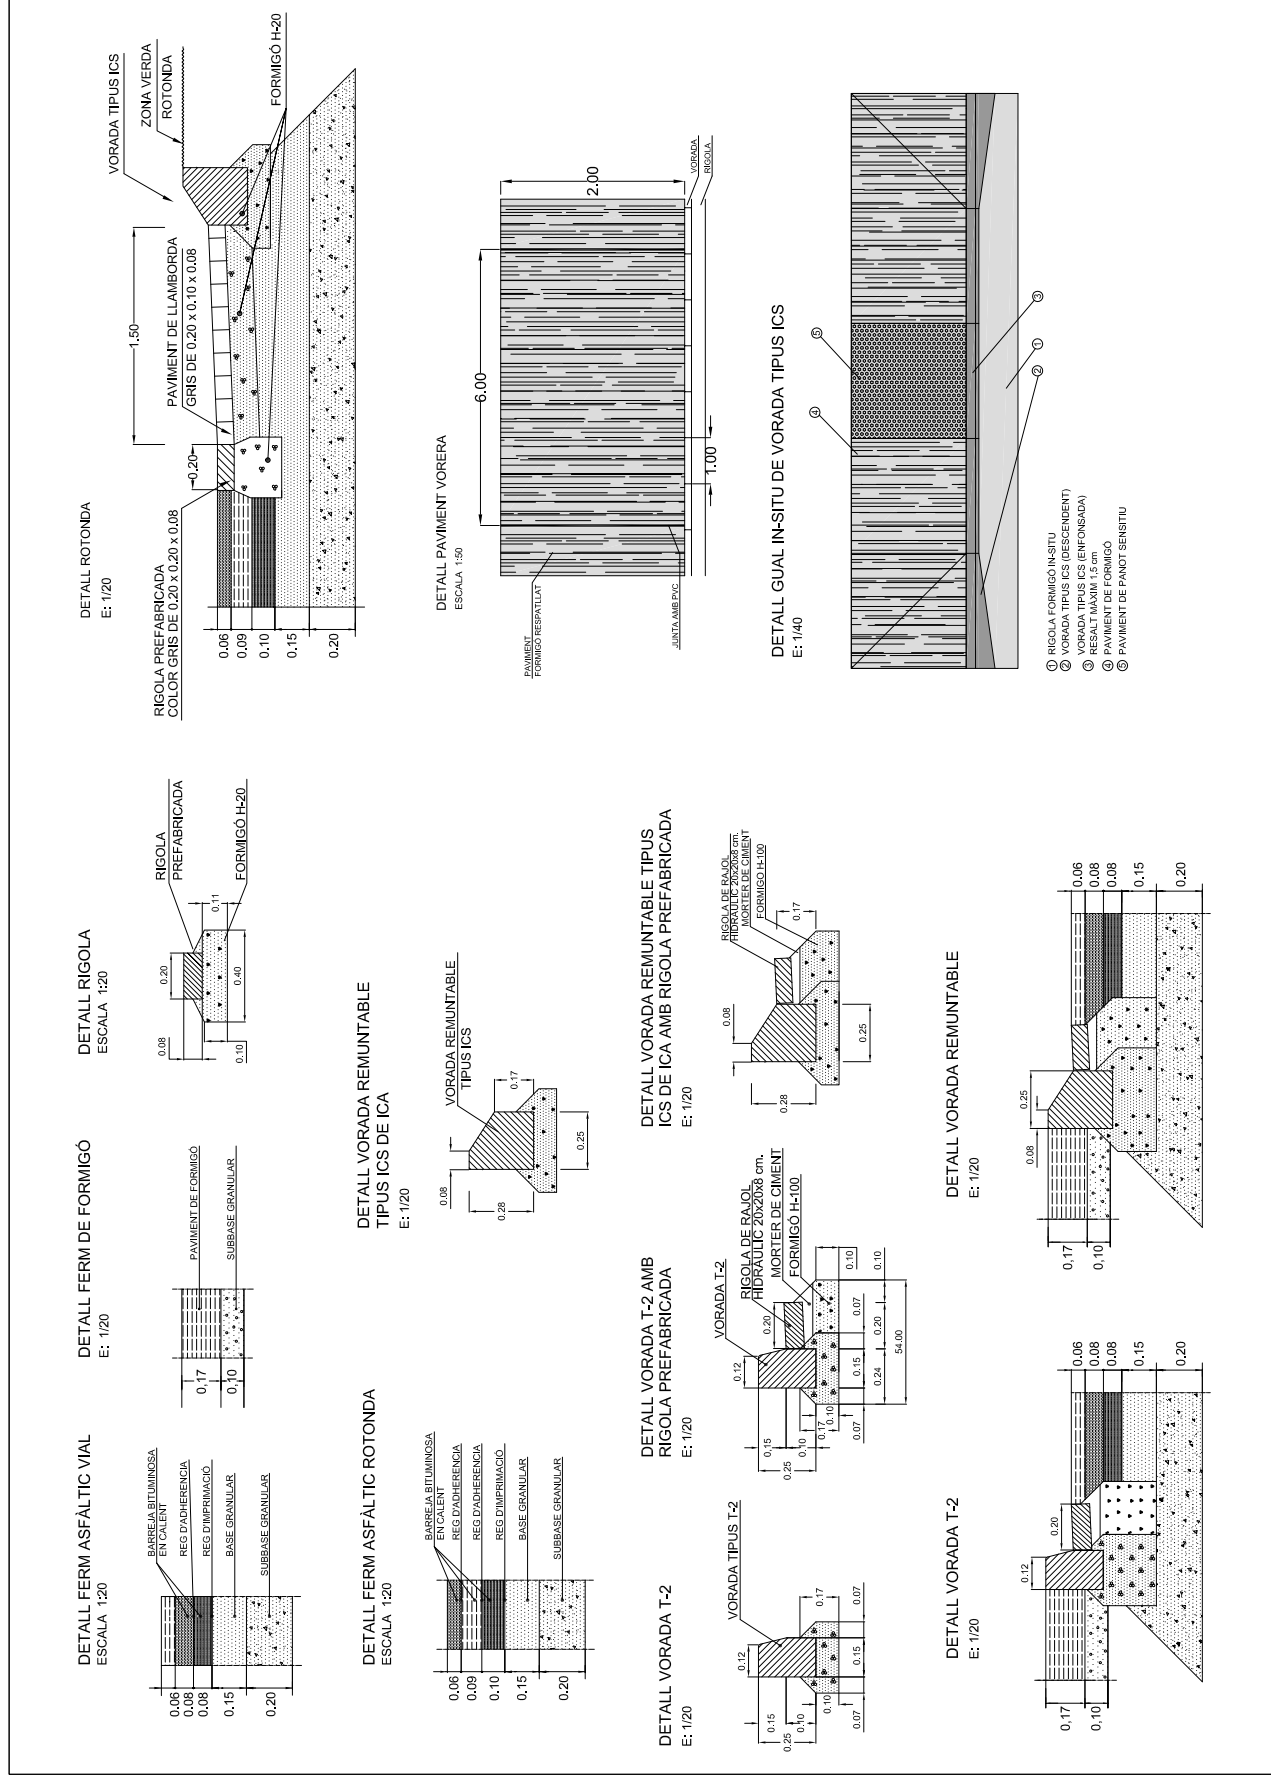 DETALL FERM ASFÀLTIC VIAL
ESCALA 1:20
BARREJA BITUMINOSA
EN CALENT
REG D'ADHERENCIA
REG D'IMPRIMACIÓ
BASE GRANULAR
SUBBASE GRANULAR
0.06
0.08
0.08
0.15
0.20
DETALL FERM DE FORMIGÓ
E: 1/20
PAVIMENT DE FORMIGÓ
SUBBASE GRANULAR
0,17
0,10
DETALL RIGOLA
ESCALA 1:20
RIGOLA
PREFABRICADA
FORMIGÓ H-20
0.08
0.20
0.11
0.10
0.40
DETALL ROTONDA
E: 1/20
RIGOLA PREFABRICADA
COLOR GRIS DE 0.20 x 0.20 x 0.08
PAVIMENT DE LLAMBORDA
GRIS DE 0.20 x 0.10 x 0.08
VORADA TIPUS ICS
ZONA VERDA
ROTONDA
FORMIGÓ H-20
0.20
1.50
0.06
0.09
0.10
0.15
0.20
DETALL FERM ASFÀLTIC ROTONDA
ESCALA 1:20
BARREJA BITUMINOSA
EN CALENT
REG D'ADHERENCIA
REG D'ADHERENCIA
REG D'IMPRIMACIÓ
BASE GRANULAR
SUBBASE GRANULAR
0.06
0.09
0.10
0.15
0.20
DETALL VORADA REMUNTABLE
TIPUS ICS DE ICA
E: 1/20
VORADA REMUNTABLE
TIPUS ICS
0.08
0.17
0.28
0.25
DETALL PAVIMENT VORERA
ESCALA 1:50
PAVIMENT
FORMIGÓ RESPATLLAT
JUNTA AMB PVC
6.00
2.00
1.00
VORADA
RIGOLA
DETALL VORADA T-2
E: 1/20
VORADA TIPUS T-2
0.12
0.15
0.10
0.25
0.17
0.10
0.07
0.15
0.07
DETALL VORADA T-2 AMB
RIGOLA PREFABRICADA
E: 1/20
VORADA T-2
RIGOLA DE RAJOL
HIDRÀULIC 20x20x8 cm.
MORTER DE CIMENT
FORMIGÓ H-100
0.12
0.20
0.15
0.10
0.25
0.17
0.10
0.10
0.07
0.15
0.07
0.24
0.20
0.10
54.00
DETALL VORADA REMUNTABLE TIPUS
ICS DE ICA AMB RIGOLA PREFABRICADA
E: 1/20
RIGOLA DE RAJOL
HIDRÀULIC 20x20x8 cm.
MORTER DE CIMENT
FORMIGO H-100
0.08
0.17
0.28
0.25
DETALL GUAL IN-SITU DE VORADA TIPUS ICS
E: 1/40
4
5
2
1
3
1 RIGOLA FORMIGÓ IN-SITU
2 VORADA TIPUS ICS (DESCENDENT)
3 VORADA TIPUS ICS (ENFONSADA)
RESALT MÀXIM 1,5 cm
4 PAVIMENT DE FORMIGÓ
5 PAVIMENT DE PANOT SENSITIU
DETALL VORADA T-2
E: 1/20
0.12
0.20
0,17
0,10
0.06
0.08
0.08
0.15
0.20
DETALL VORADA REMUNTABLE
E: 1/20
0.08
0.25
0,17
0,10
0.06
0.08
0.08
0.15
0.20